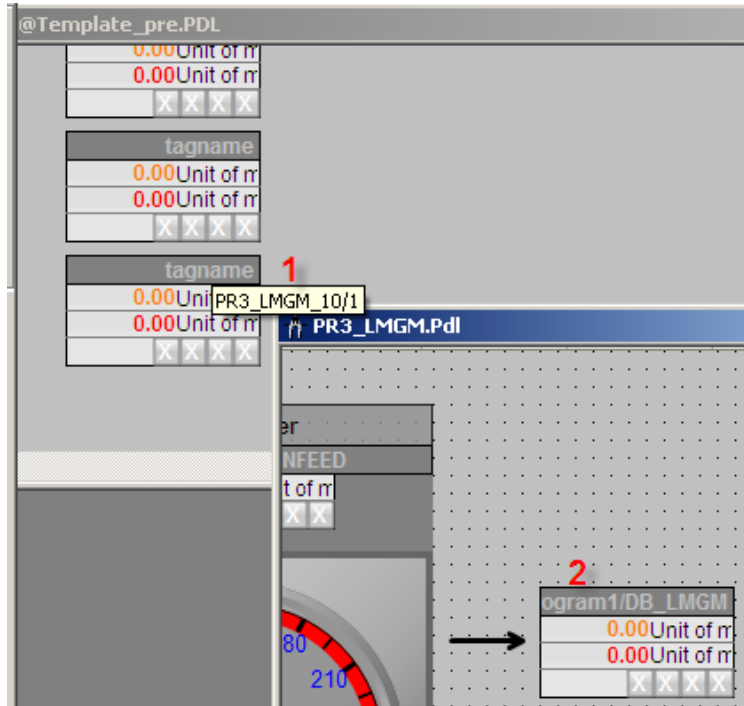 @Template_pre.PDL
0.00Unit of m
0.00Unit of m
X X X X
tagname
0.00Unit of m
0.00Unit of m
X X X X
tagname
1
0.00Uni
PR3_LMGM_10/1
0.00Unit of m
X X X X
PR3_LMGM.Pdl
er
NFEED
t of m
X X
2
ogram1/DB_LMGM
0.00Unit of m
0.00Unit of m
X X X X
80
210